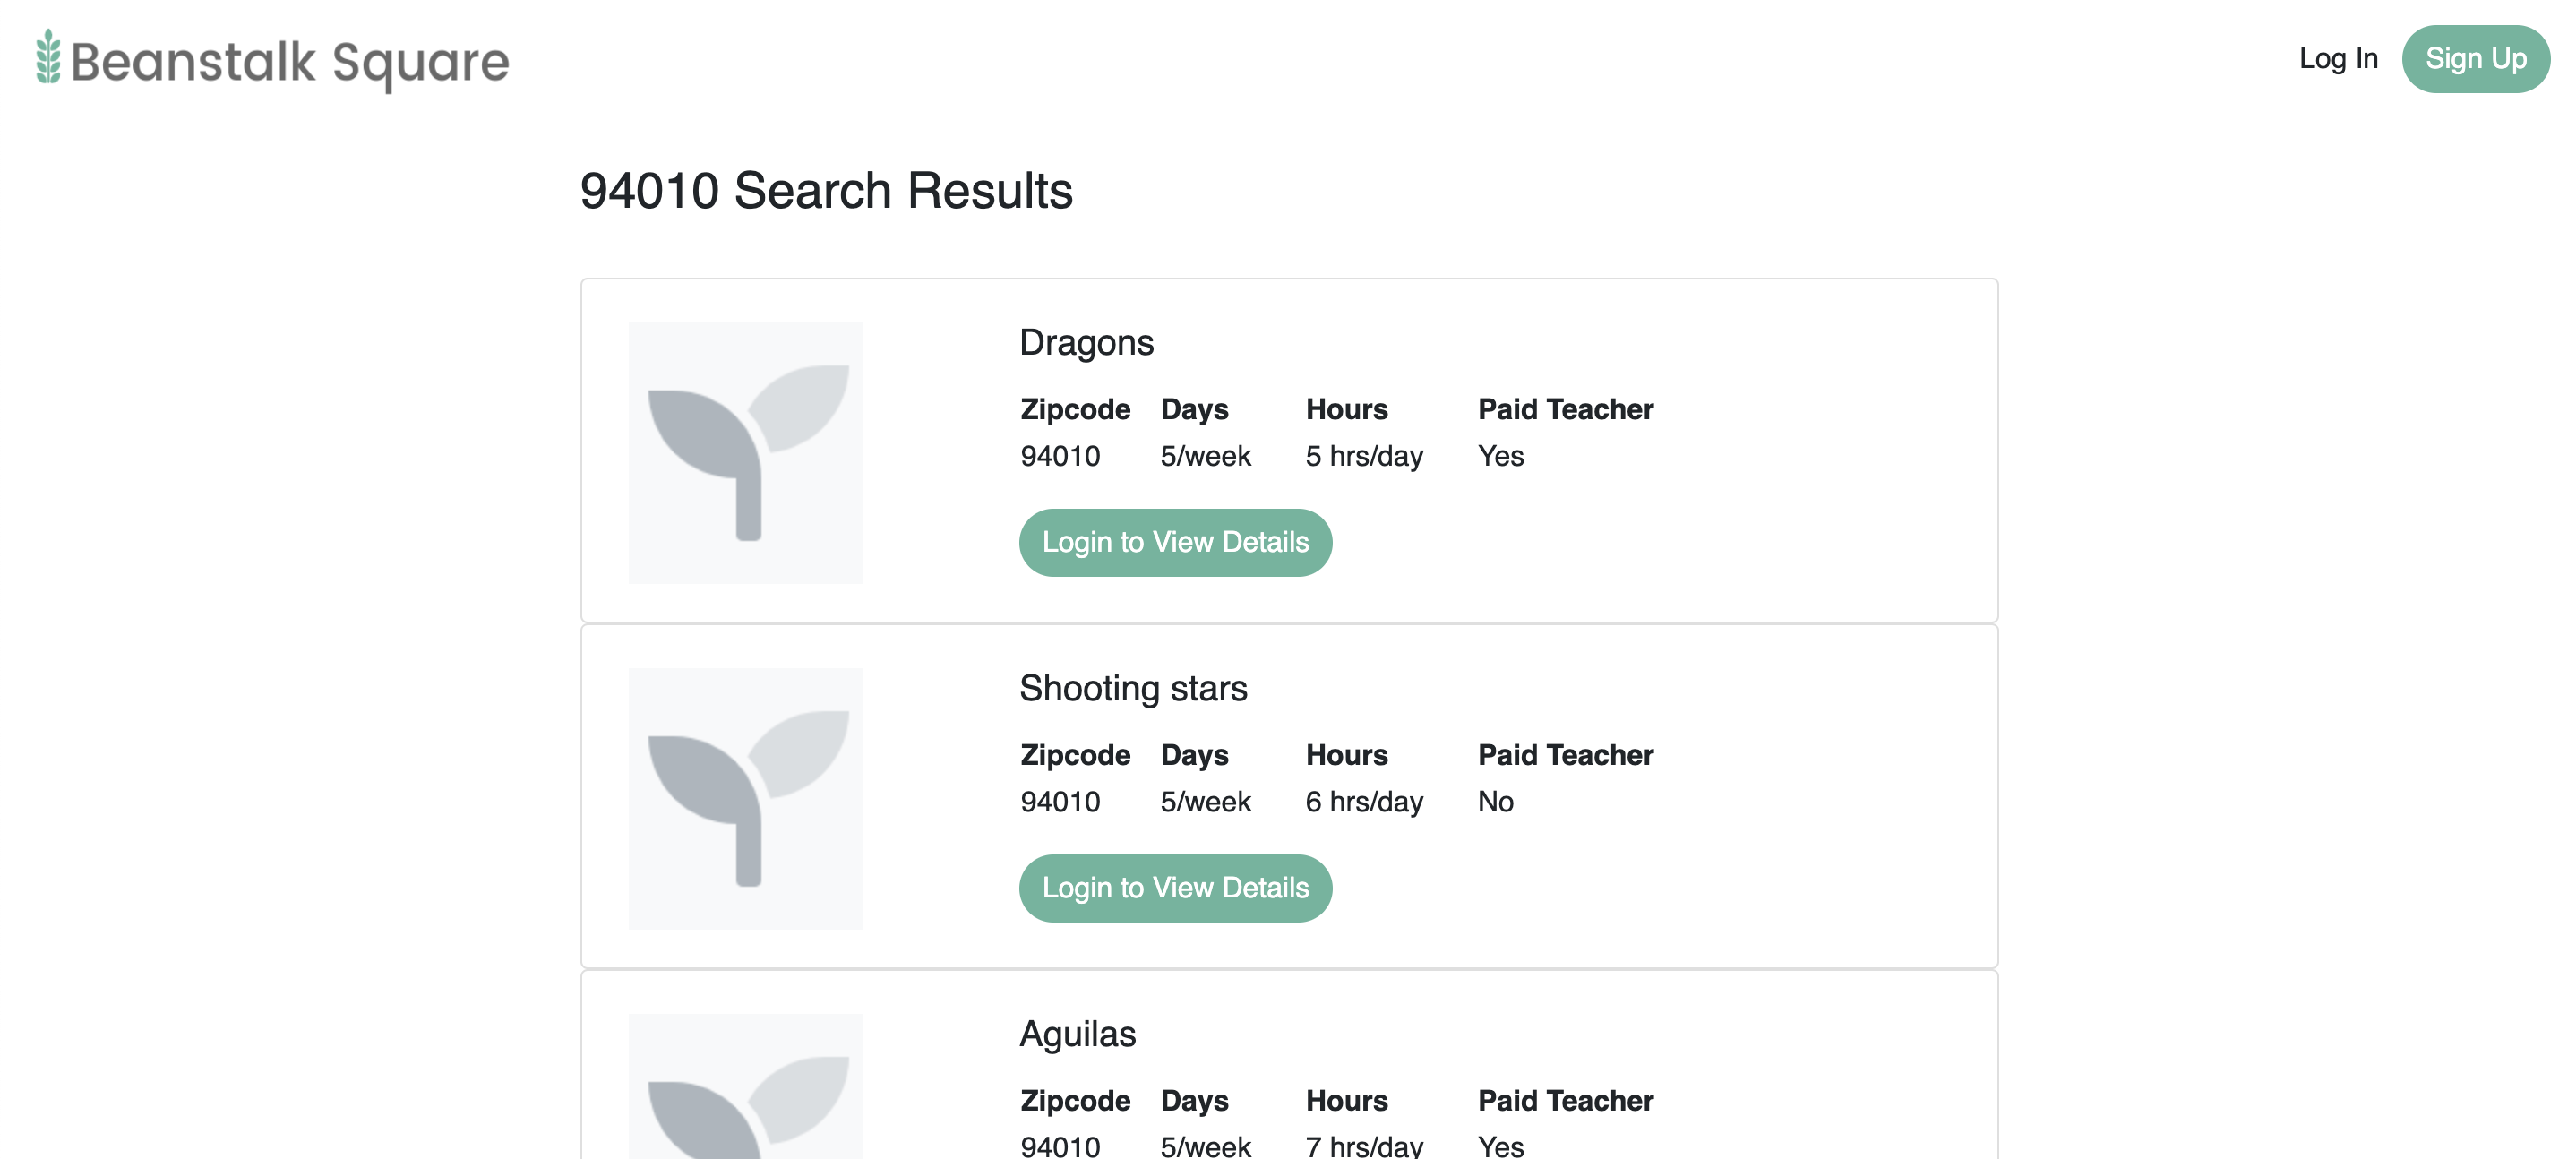 Beanstalk Square
Log In
Sign Up
94010 Search Results
Dragons
Zipcode Days Hours Paid Teacher
94010 5/week 5 hrs/day Yes
Login to View Details
Shooting stars
Zipcode Days Hours Paid Teacher
94010 5/week 6 hrs/day No
Login to View Details
Aguilas
Zipcode Days Hours Paid Teacher
94010 5/week 7 hrs/day Yes